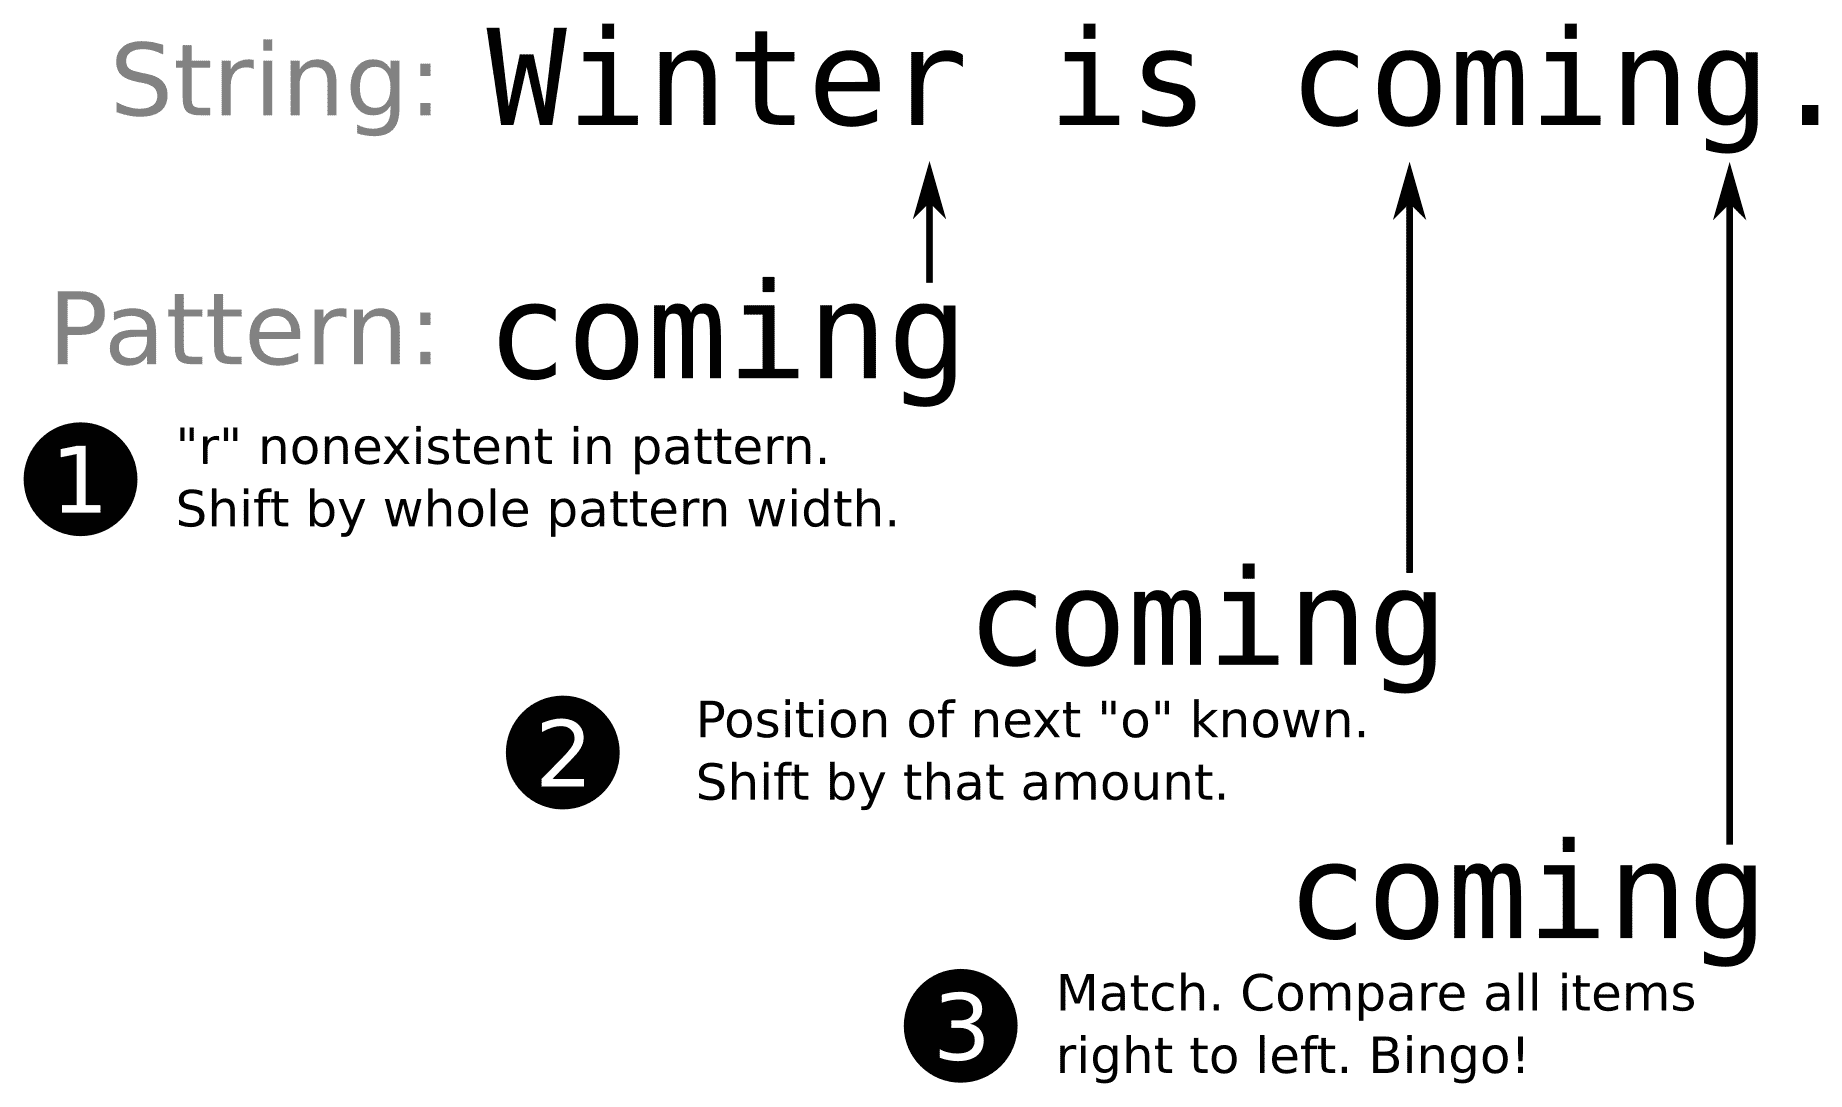 String: Winter is coming.
Pattern: coming
1 "r" nonexistent in pattern.
Shift by whole pattern width.
coming
2 Position of next "o" known.
Shift by that amount.
coming
3 Match. Compare all items
right to left. Bingo!